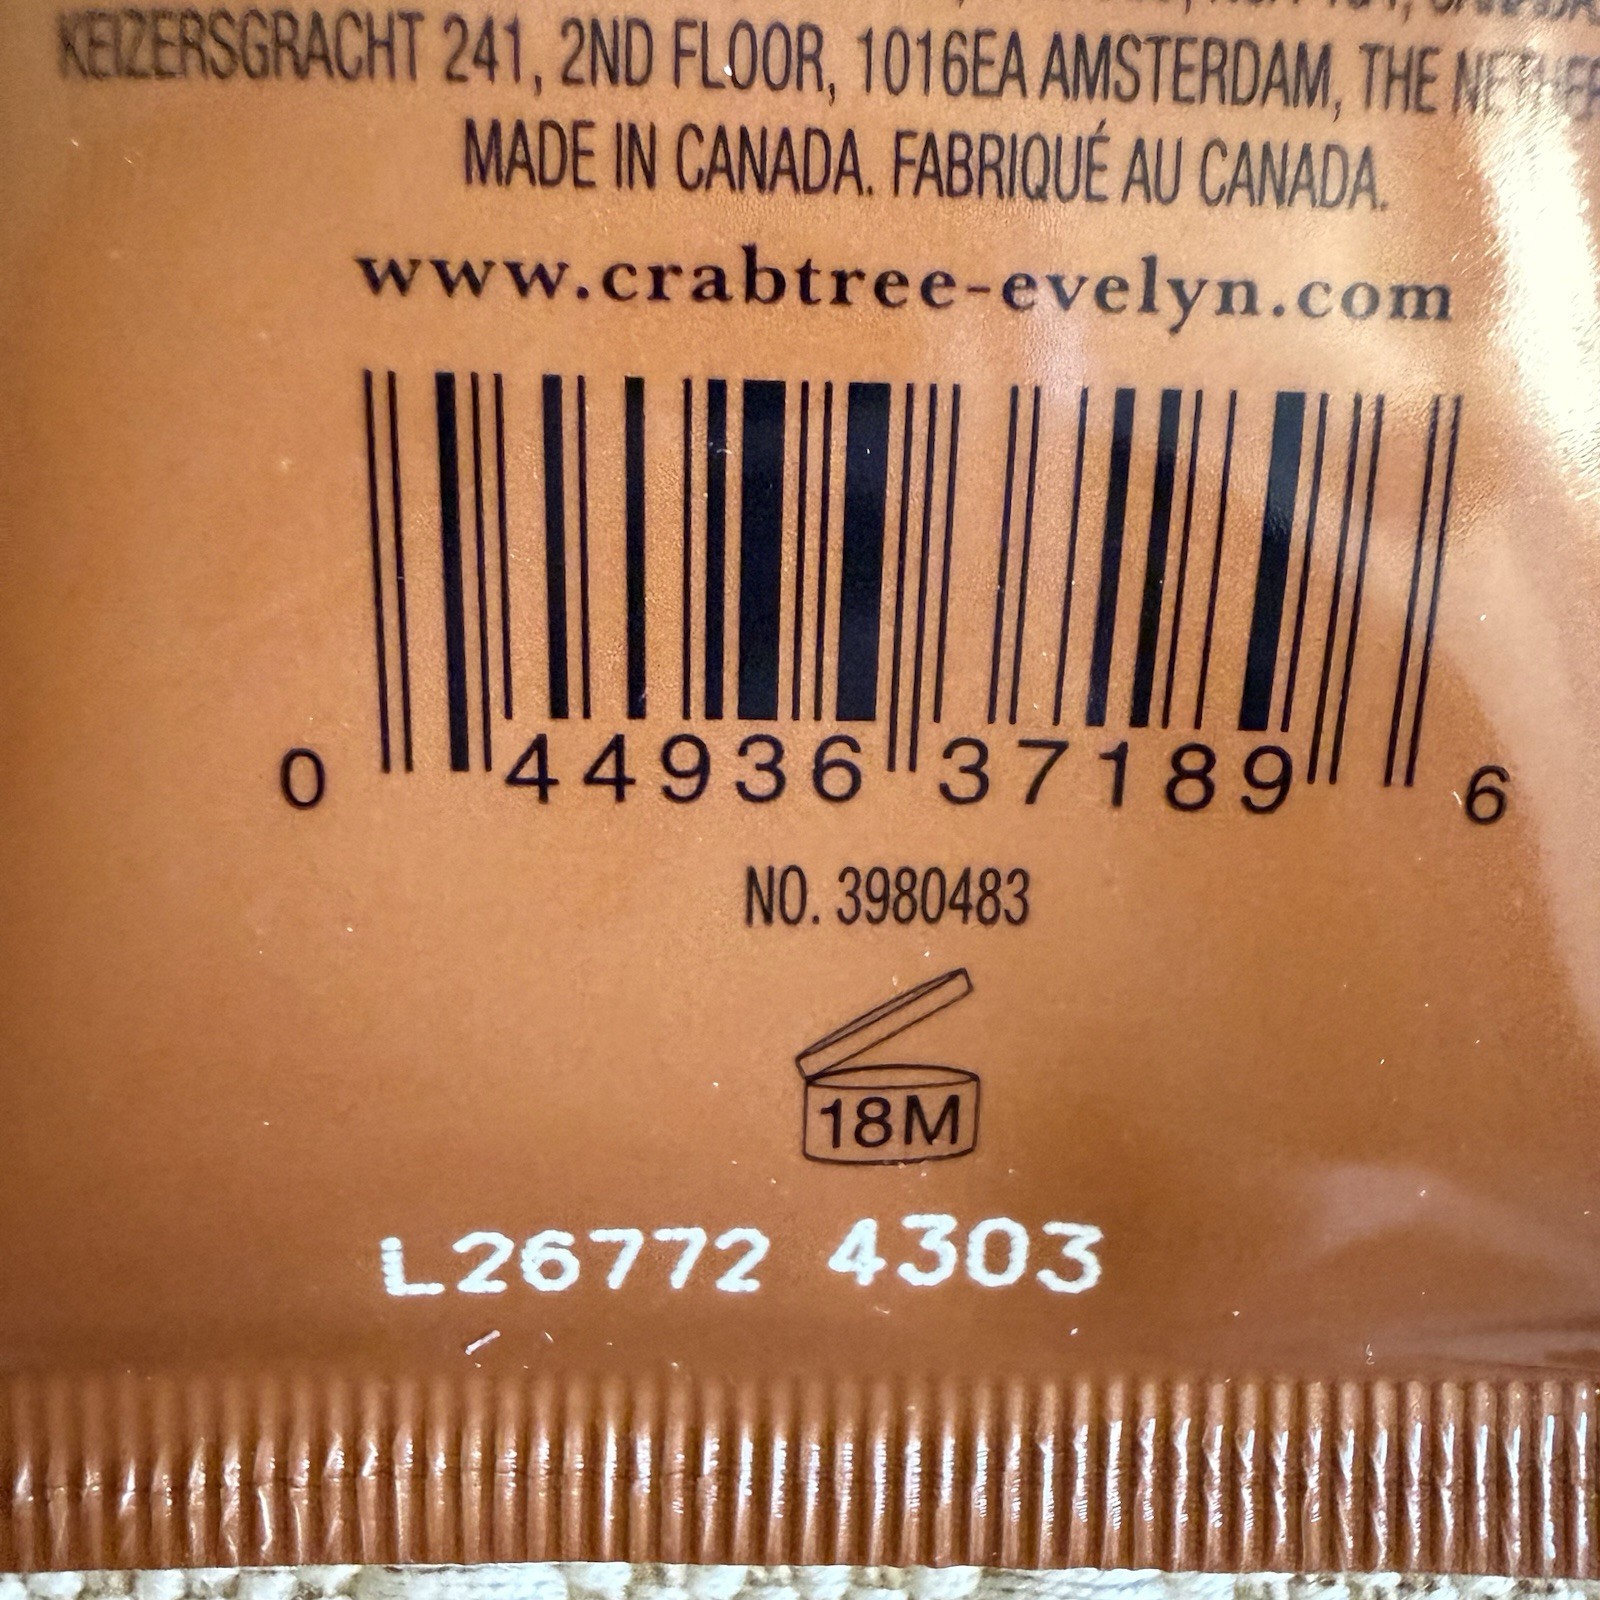 KEIZERSGRACHT 241, 2ND FLOOR, 1016EA AMSTERDAM, THE
MADE IN CANADA. FABRIQUÉ AU CANADA.
www.crabtree-evelyn.com
0 44936 37189 6
NO. 3980483
18M
L26772 4303